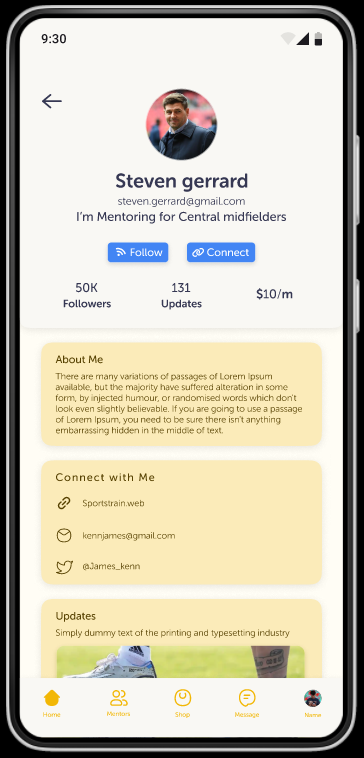 9:30
Steven gerrard
steven.gerrard@gmail.com
I'm Mentoring for Central midfielders
Follow
Connect
50K
Followers
131
Updates
$10/m
About Me
There are many variations of passages of Lorem Ipsum
available, but the majority have suffered alteration in some
form, by injected humour, or randomised words which don't
look even slightly believable. If you are going to use a passage
of Lorem Ipsum, you need to be sure there isn't anything
embarrassing hidden in the middle of text.
Connect with Me
Sportstrain.web
kennjames@gmail.com
@James_kenn
Updates
Simply dummy text of the printing and typesetting industry
Home
Mentors
Shop
Message
Name